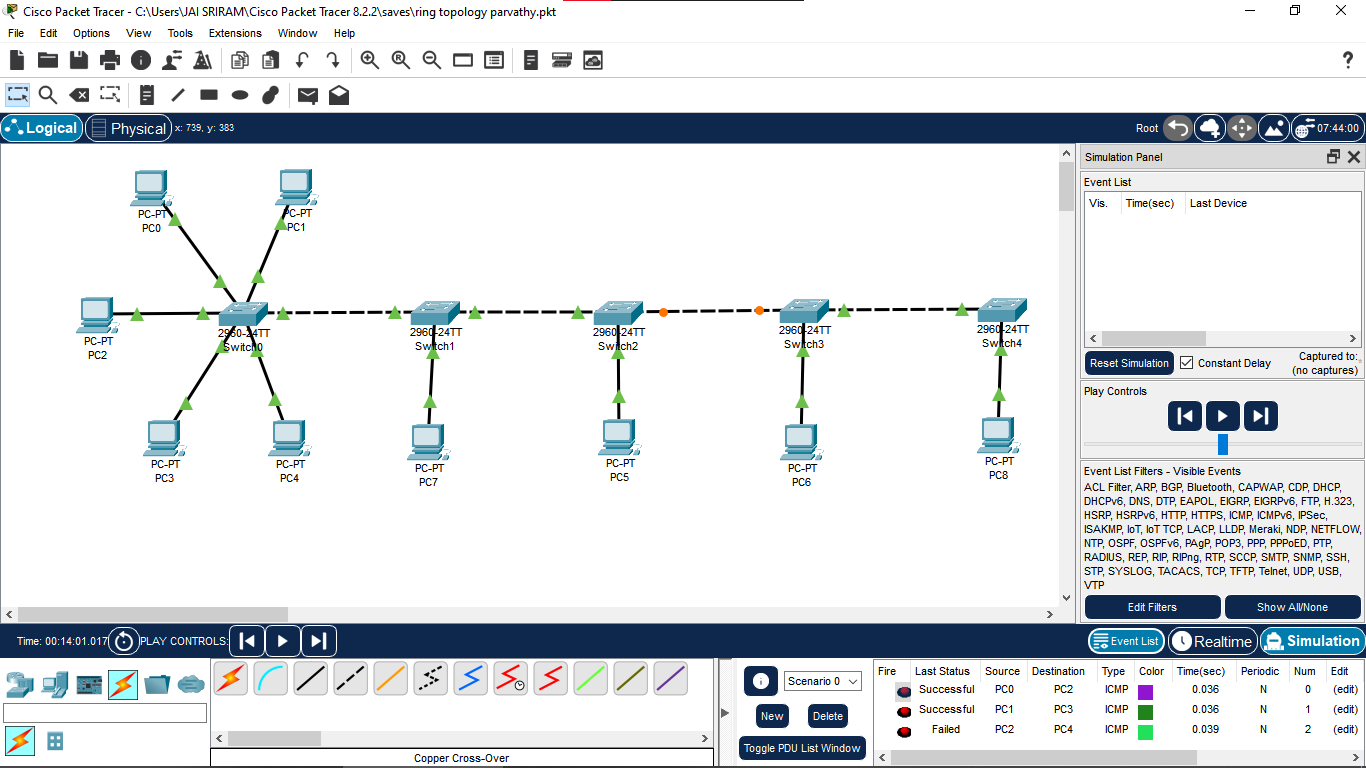 Cisco Packet Tracer - C:\Users\JAI SRIRAM\Cisco Packet Tracer 8.2.2\saves\ring topology parvathy.pkt
File Edit Options View Tools Extensions Window Help
Logical Physical x: 739, y: 383 Root 07:44:00
PC-PT
PC0
PC-PT
PC1
PC-PT
PC2
2960-24TT
Switch0
2960-24TT
Switch1
2960-24TT
Switch2
2960-24TT
Switch3
2960-24TT
Switch4
PC-PT
PC3
PC-PT
PC4
PC-PT
PC7
PC-PT
PC5
PC-PT
PC6
PC-PT
PC8
Simulation Panel
Event List
Vis. Time(sec) Last Device
Reset Simulation Constant Delay Captured to:
(no captures)
Play Controls
Event List Filters - Visible Events
ACL Filter, ARP, BGP, Bluetooth, CAPWAP, CDP, DHCP,
DHCPv6, DNS, DTP, EAPOL, EIGRP, EIGRPv6, FTP, H.323,
HSRP, HSRPv6, HTTP, HTTPS, ICMP, ICMPv6, IPSec,
ISAKMP, IoT, IoT TCP, LACP, LLDP, Meraki, NDP, NETFLOW,
NTP, OSPF, OSPFv6, PAgP, POP3, PPP, PPPoED, PTP,
RADIUS, REP, RIP, RIPng, RTP, SCCP, SMTP, SNMP, SSH,
STP, SYSLOG, TACACS, TCP, TFTP, Telnet, UDP, USB,
VTP
Edit Filters Show All/None
Time: 00:14:01.017 PLAY CONTROLS: Event List Realtime Simulation
Copper Cross-Over
Scenario 0
New Delete
Toggle PDU List Window
Fire Last Status Source Destination Type Color Time(sec) Periodic Num Edit
Successful PC0 PC2 ICMP 0.036 N 0 (edit)
Successful PC1 PC3 ICMP 0.036 N 1 (edit)
Failed PC2 PC4 ICMP 0.039 N 2 (edit)